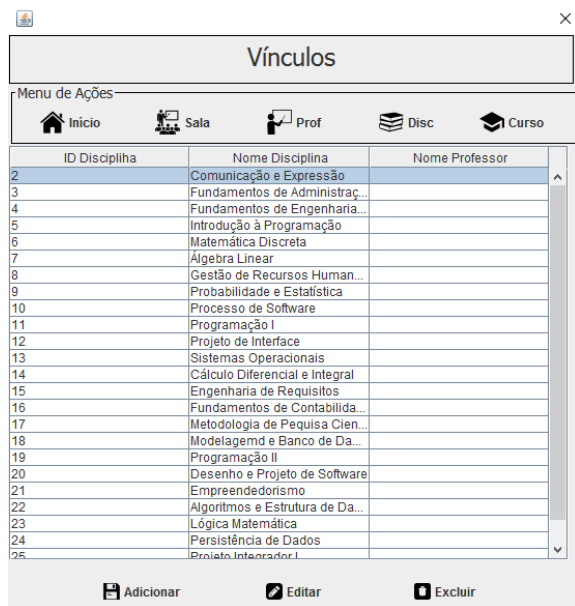 Vínculos
Menu de Ações
Início Sala Prof Disc Curso
ID Discipliha Nome Disciplina Nome Professor
2 Comunicação e Expressão
3 Fundamentos de Administraç...
4 Fundamentos de Engenharia...
5 Introdução à Programação
6 Matemática Discreta
7 Álgebra Linear
8 Gestão de Recursos Human...
9 Probabilidade e Estatística
10 Processo de Software
11 Programação I
12 Projeto de Interface
13 Sistemas Operacionais
14 Cálculo Diferencial e Integral
15 Engenharia de Requisitos
16 Fundamentos de Contabilida...
17 Metodologia de Pequisa Cien...
18 Modelagemd e Banco de Da...
19 Programação II
20 Desenho e Projeto de Software
21 Empreendedorismo
22 Algoritmos e Estrutura de Da...
23 Lógica Matemática
24 Persistência de Dados
25 Projeto Integrador I
Adicionar Editar Excluir